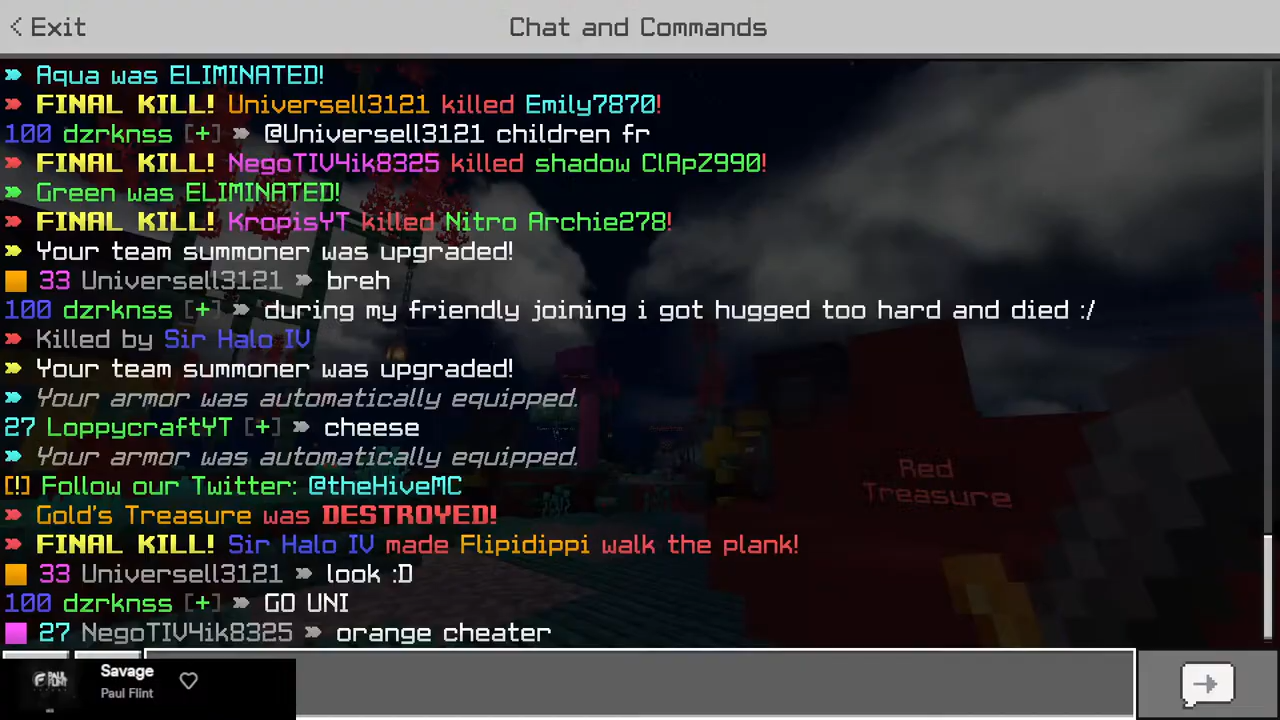 < Exit
Chat and Commands
» Aqua was ELIMINATED!
» FINAL KILL! Universell3121 killed Emily7870!
100 dzrknss [+] » @Universell3121 children fr
» FINAL KILL! NegoTIV4ik8325 killed shadow ClApZ990!
» Green was ELIMINATED!
» FINAL KILL! KropisYT killed Nitro Archie278!
» Your team summoner was upgraded!
33 Universell3121 » breh
100 dzrknss [+] » during my friendly joining i got hugged too hard and died :/
» Killed by Sir Halo IV
» Your team summoner was upgraded!
» Your armor was automatically equipped.
27 LoppycraftYT [+] » cheese
» Your armor was automatically equipped.
[!] Follow our Twitter: @theHiveMC
» Gold's Treasure was DESTROYED!
» FINAL KILL! Sir Halo IV made Flipidippi walk the plank!
33 Universell3121 » look :D
100 dzrknss [+] » GO UNI
27 NegoTIV4ik8325 » orange cheater
Red
Treasure
PAUL
FLINT
Savage
Paul Flint